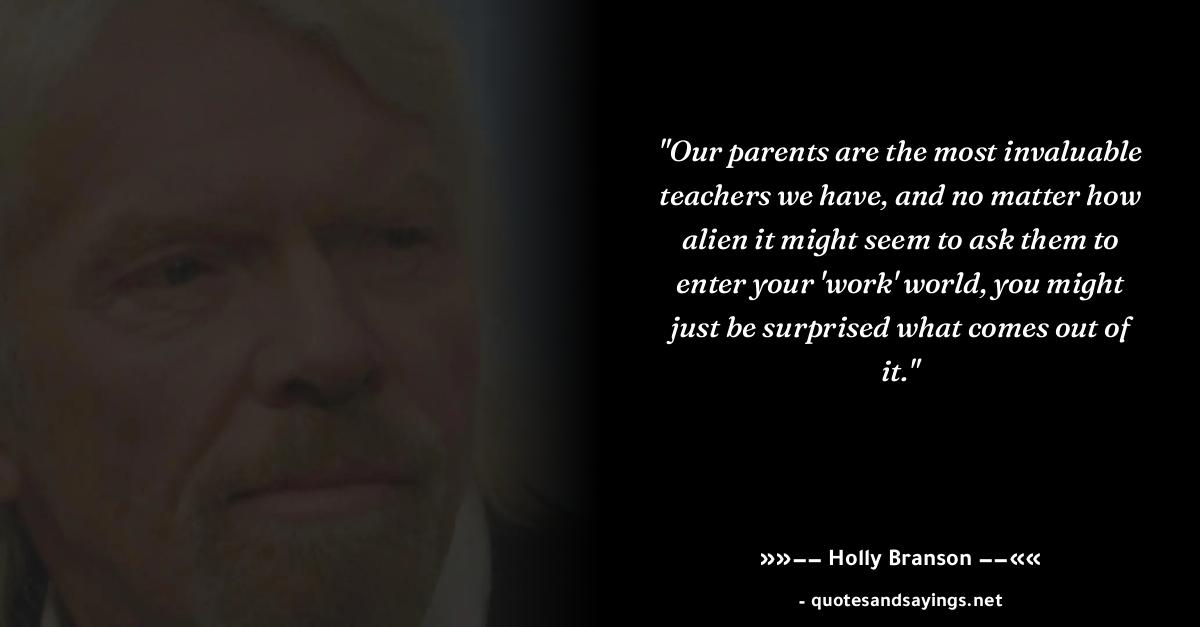 "Our parents are the most invaluable
teachers we have, and no matter how
alien it might seem to ask them to
enter your 'work' world, you might
just be surprised what comes out of
it."
»»–– Holly Branson ––««
- quotesandsayings.net